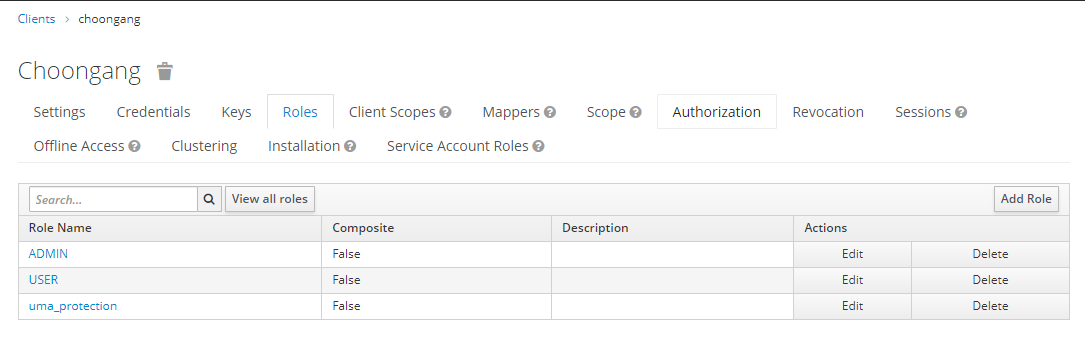 Clients > choongang
Choongang
Settings Credentials Keys Roles Client Scopes Mappers Scope Authorization Revocation Sessions
Offline Access Clustering Installation Service Account Roles
Search... View all roles Add Role
Role Name Composite Description Actions
ADMIN False Edit Delete
USER False Edit Delete
uma_protection False Edit Delete